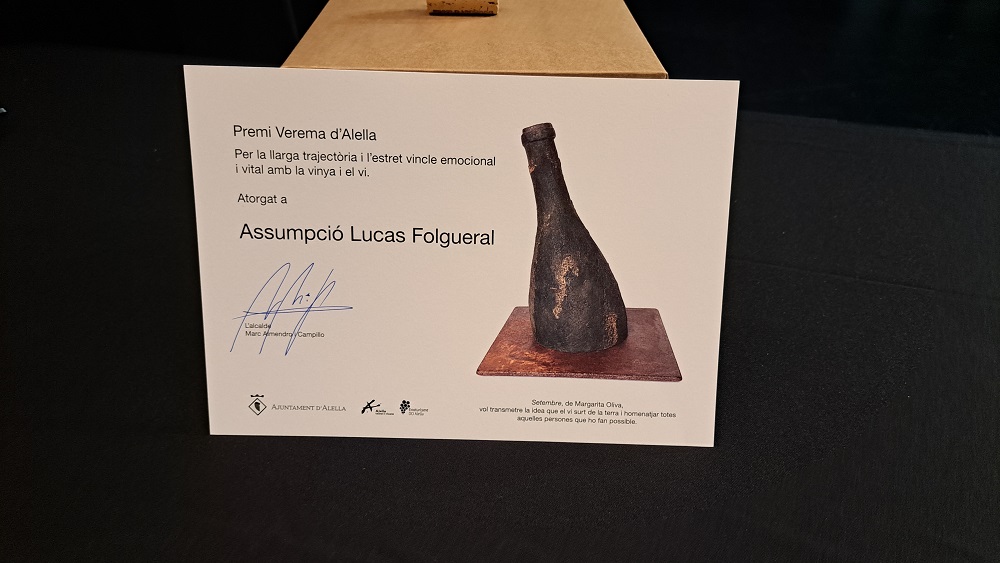 Premi Verema d'Alella
Per la llarga trajectòria i l'estret vincle emocional
i vital amb la vinya i el vi.
Atorgat a
Assumpció Lucas Folgueral
L'alcalde
Marc Almendro i Campillo
AJUNTAMENT D'ALELLA
Setembre, de Margarita Oliva,
vol transmetre la idea que el vi surt de la terra i homenatjar totes
aquelles persones que ho fan possible.